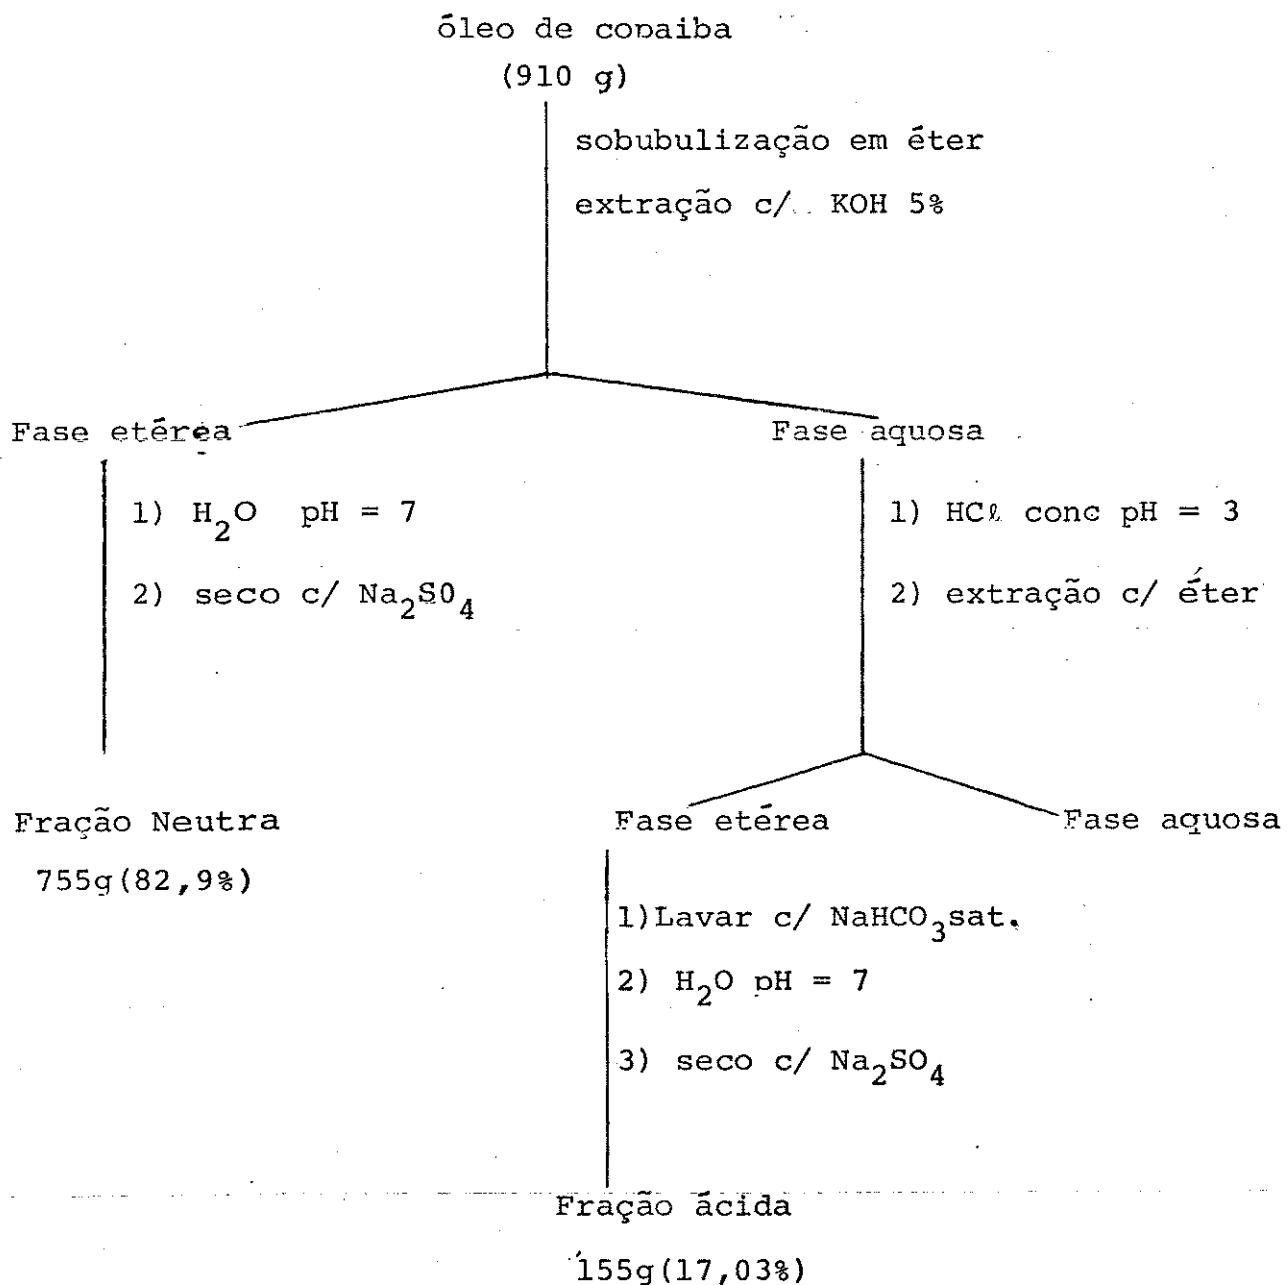 óleo de copaiba
(910 g)
sobubulização em éter
extração c/ KOH 5%
Fase etérea
Fase aquosa
1) H₂O pH = 7
2) seco c/ Na₂SO₄
1) HCℓ conc pH = 3
2) extração c/ éter
Fração Neutra
755g(82,9%)
Fase etérea
Fase aquosa
1)Lavar c/ NaHCO₃sat.
2) H₂O pH = 7
3) seco c/ Na₂SO₄
Fração ácida
155g(17,03%)